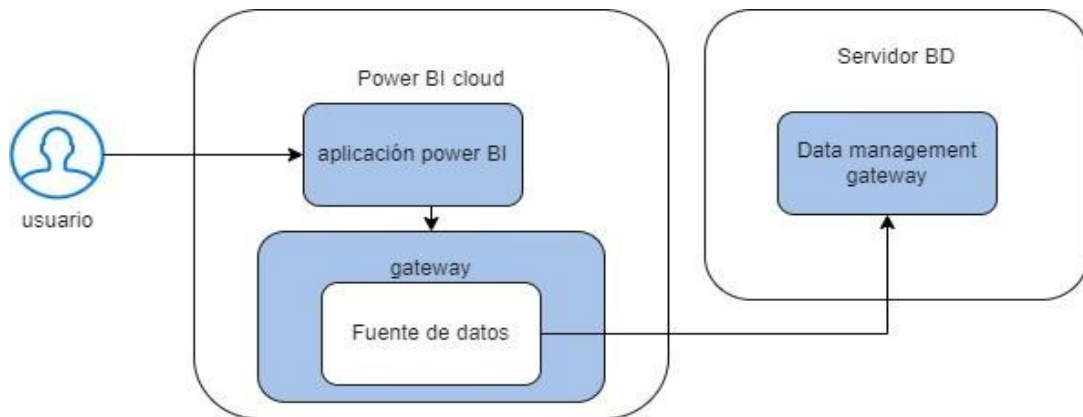 Power BI cloud
Servidor BD
aplicación power BI
Data management
gateway
usuario
gateway
Fuente de datos